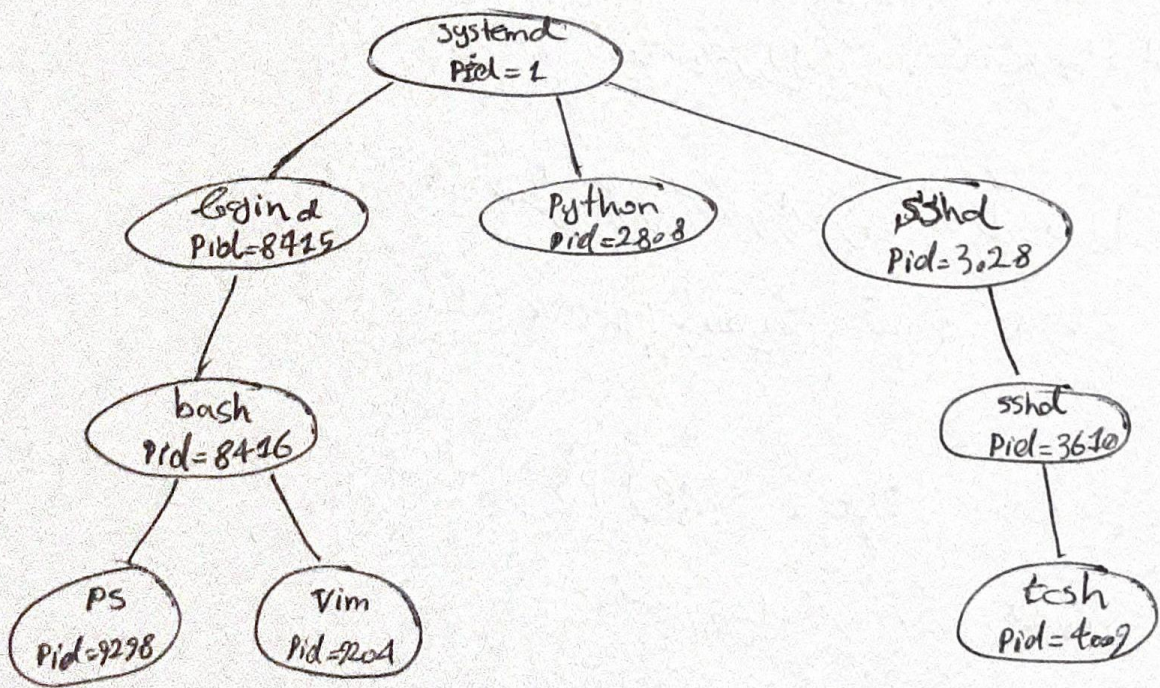 systemd
Pid=1
login d
Pid=8415
Python
pid=2808
sshd
Pid=3028
bash
Pid=8416
sshd
Pid=3610
PS
Pid=9298
Vim
Pid=9204
tcsh
Pid=4009